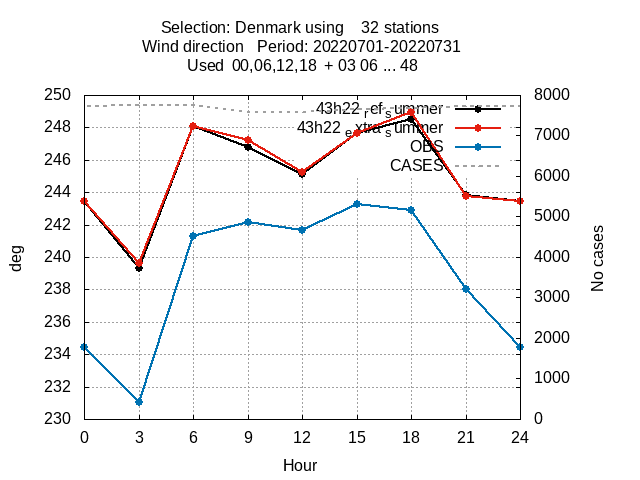 Selection: Denmark using 32 stations
Wind direction Period: 20220701-20220731
Used 00,06,12,18 + 03 06 ... 48
250
248
246
244
242
240
238
236
234
232
230
8000
7000
6000
5000
4000
3000
2000
1000
0
43h22_ref_summer
43h22_extra_summer
OBS
CASES
deg
No cases
0 3 6 9 12 15 18 21 24
Hour